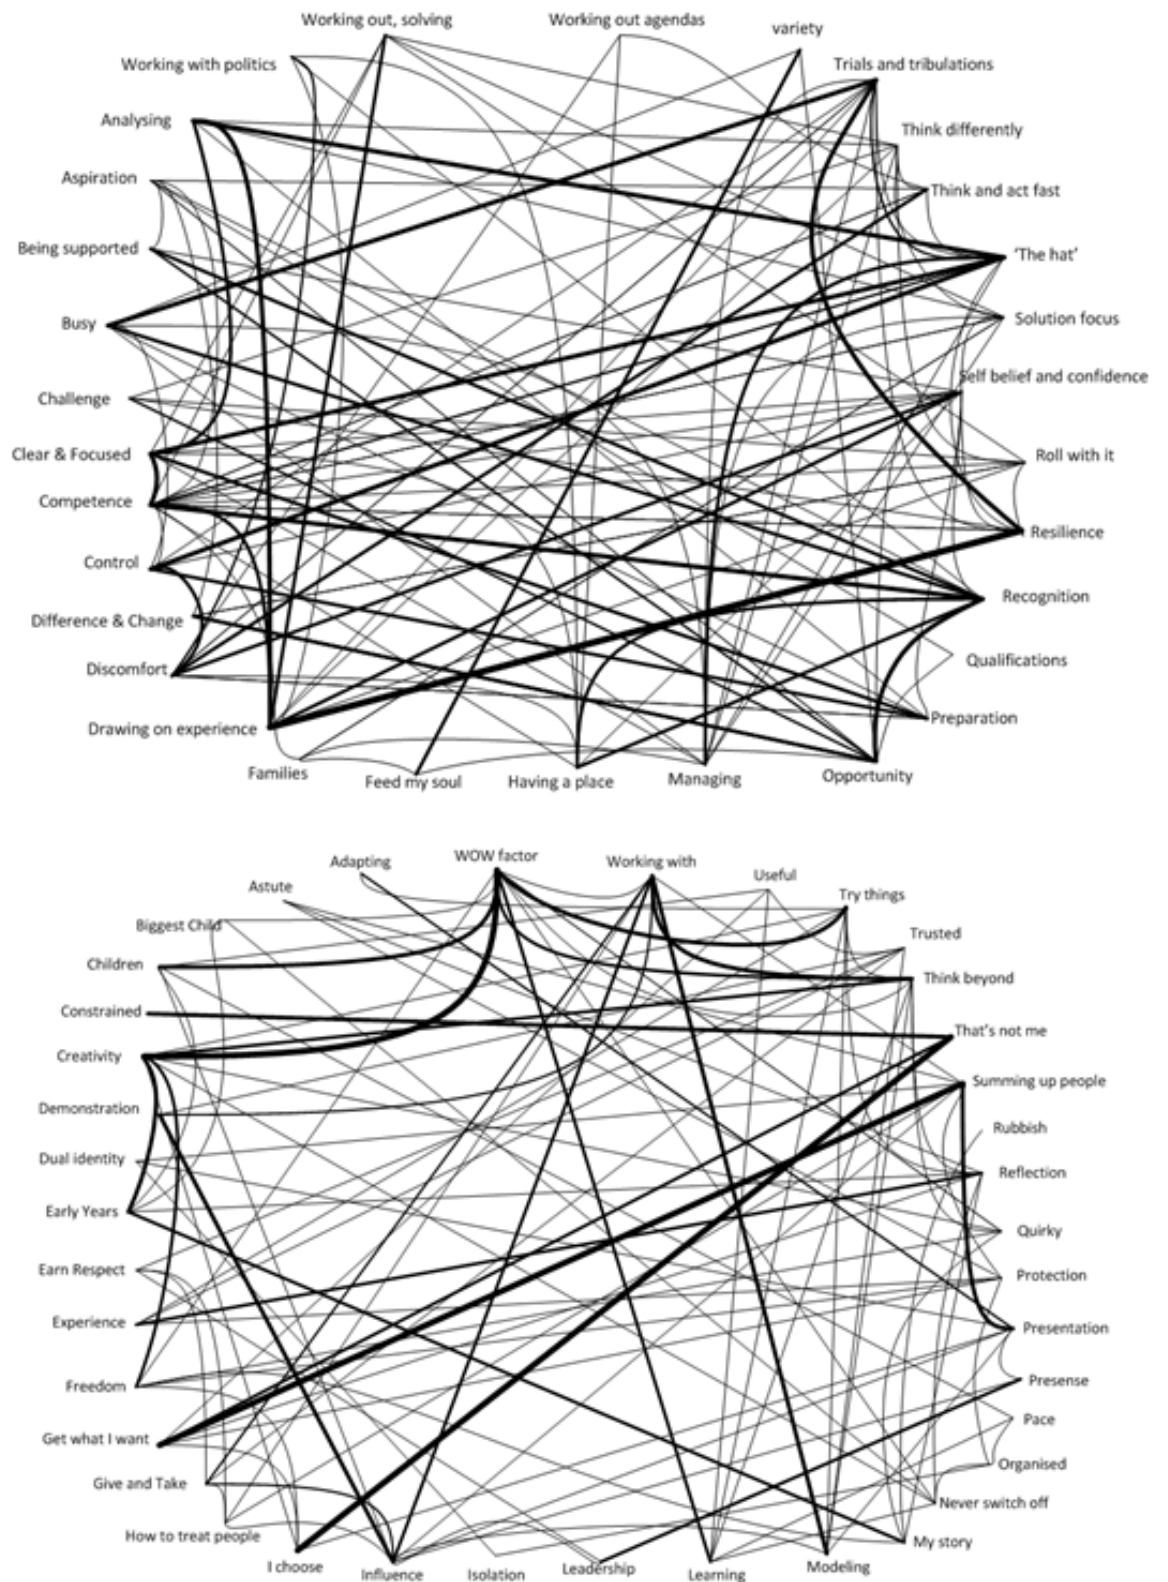 Working out, solving
Working out agendas
variety
Working with politics
Trials and tribulations
Analysing
Think differently
Aspiration
Think and act fast
Being supported
'The hat'
Busy
Solution focus
Self belief and confidence
Challenge
Clear & Focused
Roll with it
Competence
Resilience
Control
Recognition
Difference & Change
Qualifications
Discomfort
Preparation
Drawing on experience
Families
Feed my soul
Having a place
Managing
Opportunity
Adapting
WOW factor
Working with
Useful
Astute
Try things
Biggest Child
Trusted
Children
Think beyond
Constrained
That's not me
Creativity
Summing up people
Demonstration
Rubbish
Dual identity
Reflection
Early Years
Quirky
Earn Respect
Protection
Experience
Presentation
Freedom
Presense
Get what I want
Pace
Give and Take
Organised
Never switch off
How to treat people
My story
I choose
Influence
Isolation
Leadership
Learning
Modeling